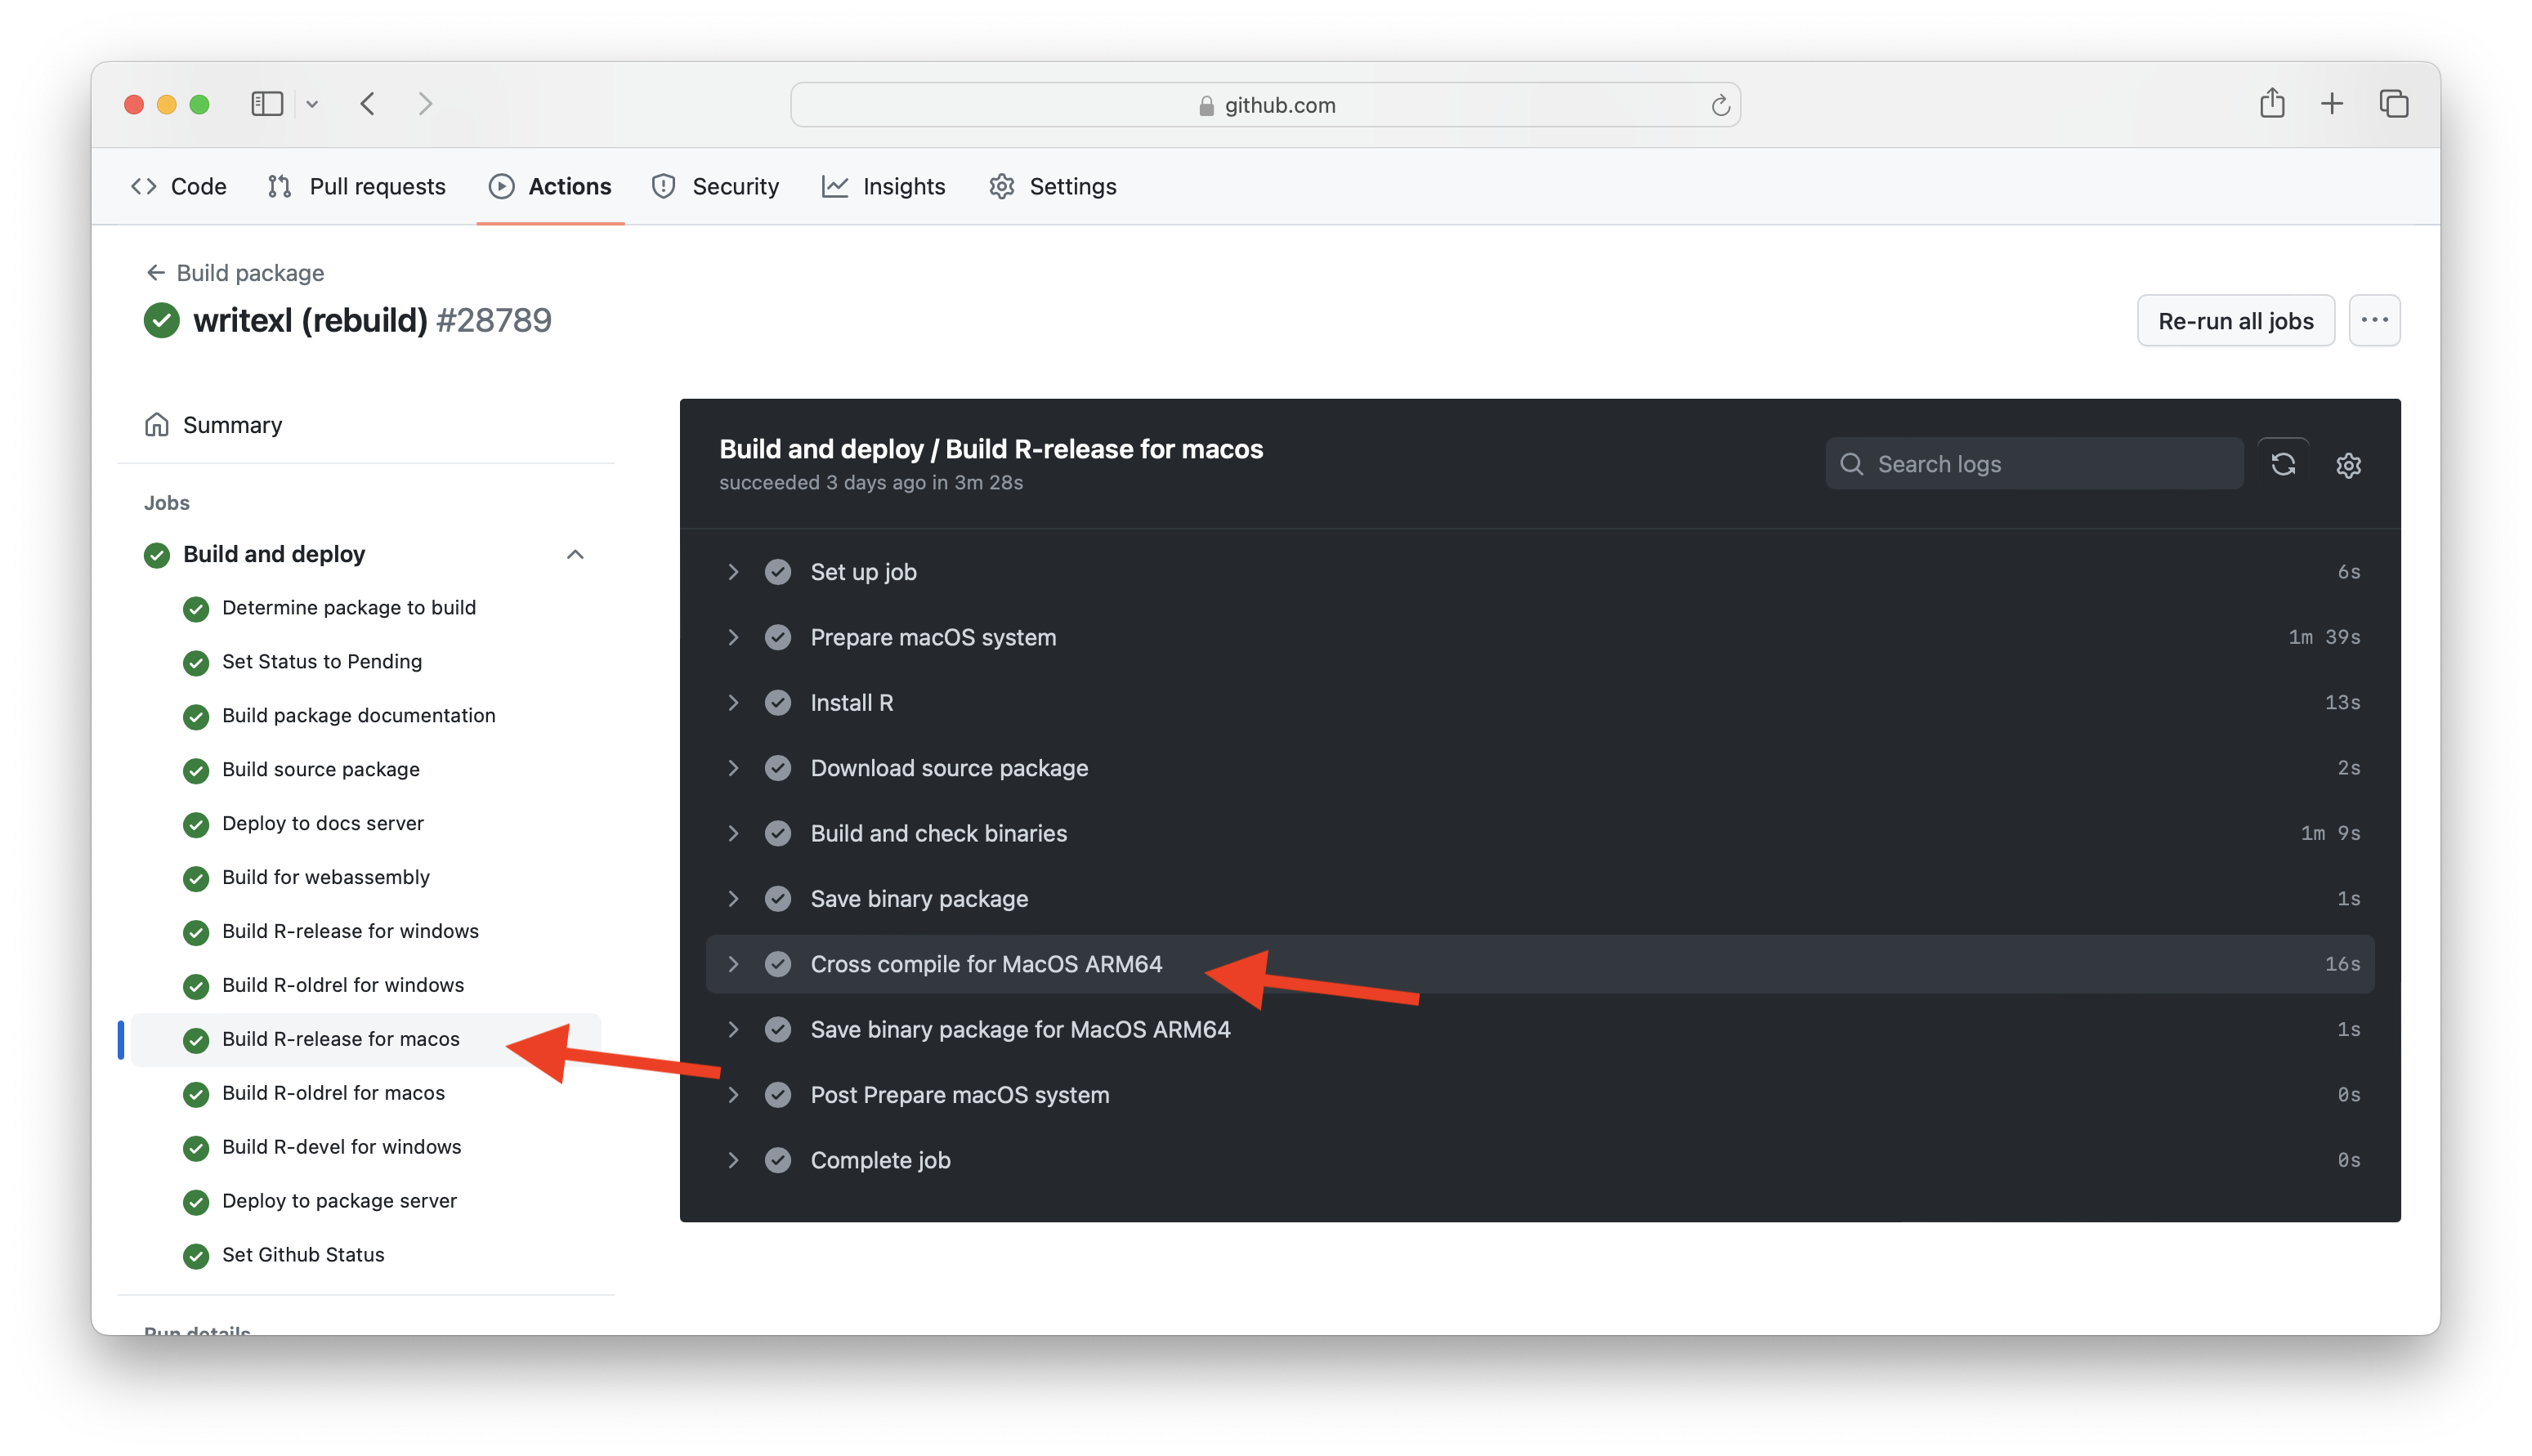 github.com
Code Pull requests Actions Security Insights Settings
Build package
writexl (rebuild) #28789
Re-run all jobs
Summary
Jobs
Build and deploy
Determine package to build
Set Status to Pending
Build package documentation
Build source package
Deploy to docs server
Build for webassembly
Build R-release for windows
Build R-oldrel for windows
Build R-release for macos
Build R-oldrel for macos
Build R-devel for windows
Deploy to package server
Set Github Status
Run details
Build and deploy / Build R-release for macos
succeeded 3 days ago in 3m 28s
Search logs
Set up job 6s
Prepare macOS system 1m 39s
Install R 13s
Download source package 2s
Build and check binaries 1m 9s
Save binary package 1s
Cross compile for MacOS ARM64 16s
Save binary package for MacOS ARM64 1s
Post Prepare macOS system 0s
Complete job 0s